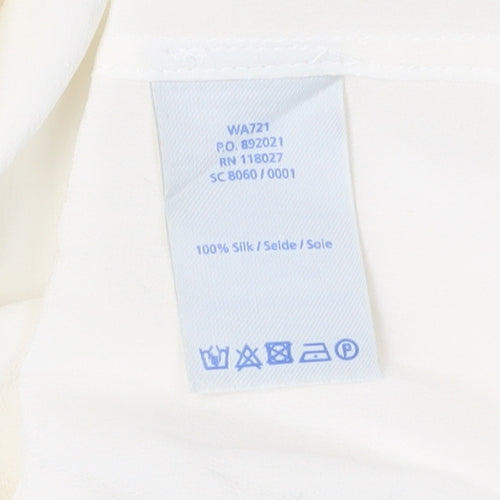 WA721
P.O. 892021
RN 118027
SC 8060 / 0001
100% Silk / Seide / Soie
P